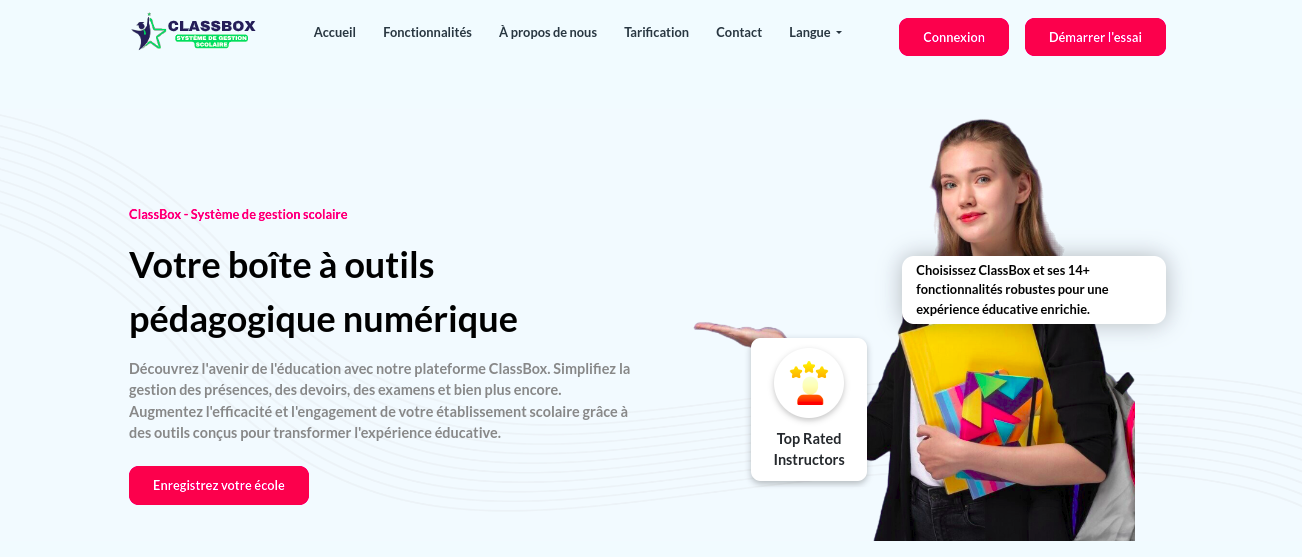 CLASSBOX
SYSTÈME DE GESTION
SCOLAIRE
Accueil
Fonctionnalités
À propos de nous
Tarification
Contact
Langue
Connexion
Démarrer l'essai
ClassBox - Système de gestion scolaire
Votre boîte à outils
pédagogique numérique
Découvrez l'avenir de l'éducation avec notre plateforme ClassBox. Simplifiez la
gestion des présences, des devoirs, des examens et bien plus encore.
Augmentez l'efficacité et l'engagement de votre établissement scolaire grâce à
des outils conçus pour transformer l'expérience éducative.
Enregistrez votre école
Choisissez ClassBox et ses 14+
fonctionnalités robustes pour une
expérience éducative enrichie.
Top Rated
Instructors